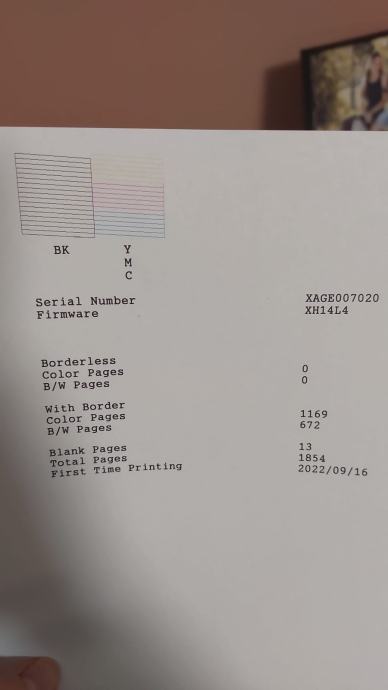 BK Y
M
C
Serial Number XAGE007020
Firmware XH14L4
Borderless
Color Pages 0
B/W Pages 0
With Border
Color Pages 1169
B/W Pages 672
Blank Pages 13
Total Pages 1854
First Time Printing 2022/09/16